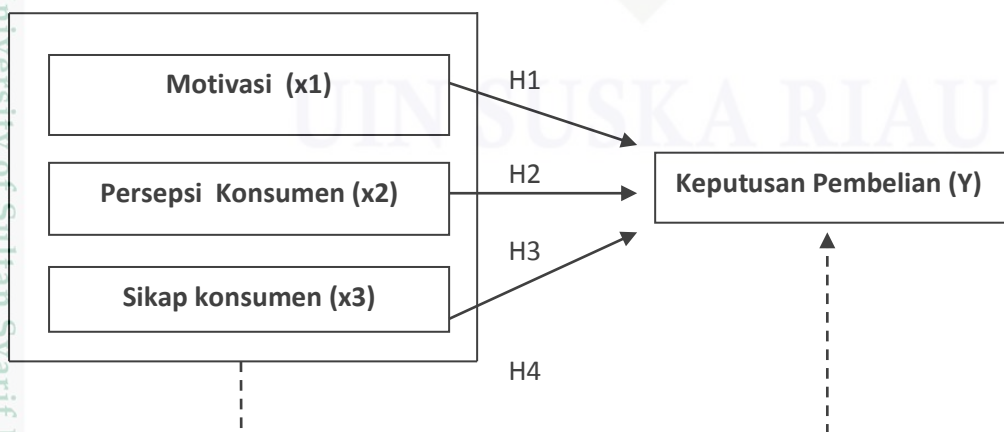 UIN SUSKA RIAU
Motivasi (x1)
H1
Persepsi Konsumen (x2)
H2
Keputusan Pembelian (Y)
H3
Sikap konsumen (x3)
H4